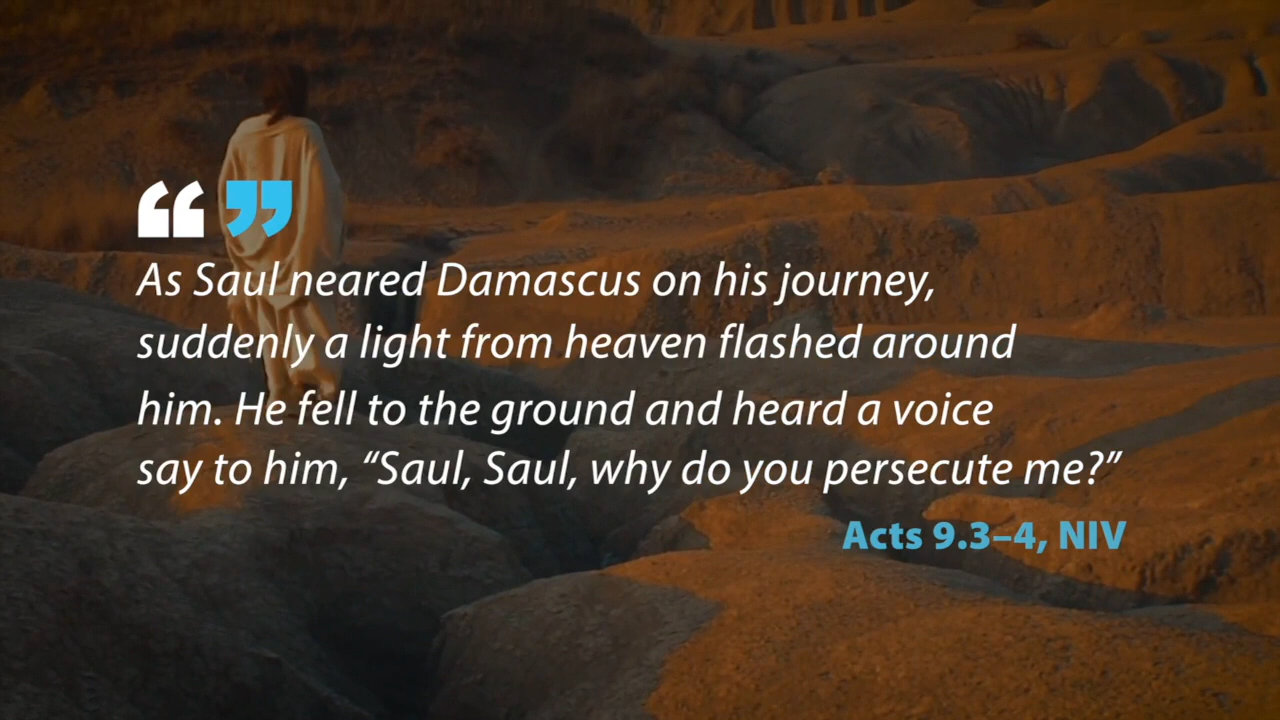 As Saul neared Damascus on his journey,
suddenly a light from heaven flashed around
him. He fell to the ground and heard a voice
say to him, “Saul, Saul, why do you persecute me?”
Acts 9.3–4, NIV